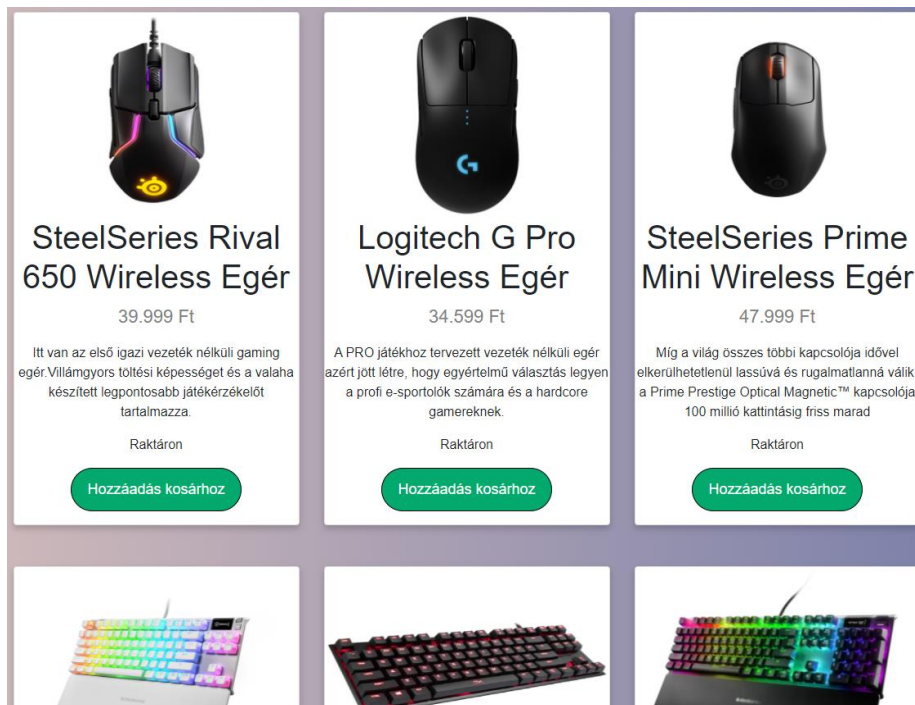 SteelSeries Rival
650 Wireless Egér
39.999 Ft
Itt van az első igazi vezeték nélküli gaming
egér.Villámgyors töltési képességet és a valaha
készített legpontosabb játékérzékelőt
tartalmazza.
Raktáron
Hozzáadás kosárhoz
Logitech G Pro
Wireless Egér
34.599 Ft
A PRO játékhoz tervezett vezeték nélküli egér
azért jött létre, hogy egyértelmű választás legyen
a profi e-sportolók számára és a hardcore
gamereknek.
Raktáron
Hozzáadás kosárhoz
SteelSeries Prime
Mini Wireless Egér
47.999 Ft
Míg a világ összes többi kapcsolója idővel
elkerülhetetlenül lassúvá és rugalmatlanná válik
a Prime Prestige Optical Magnetic™ kapcsolója
100 millió kattintásig friss marad
Raktáron
Hozzáadás kosárhoz